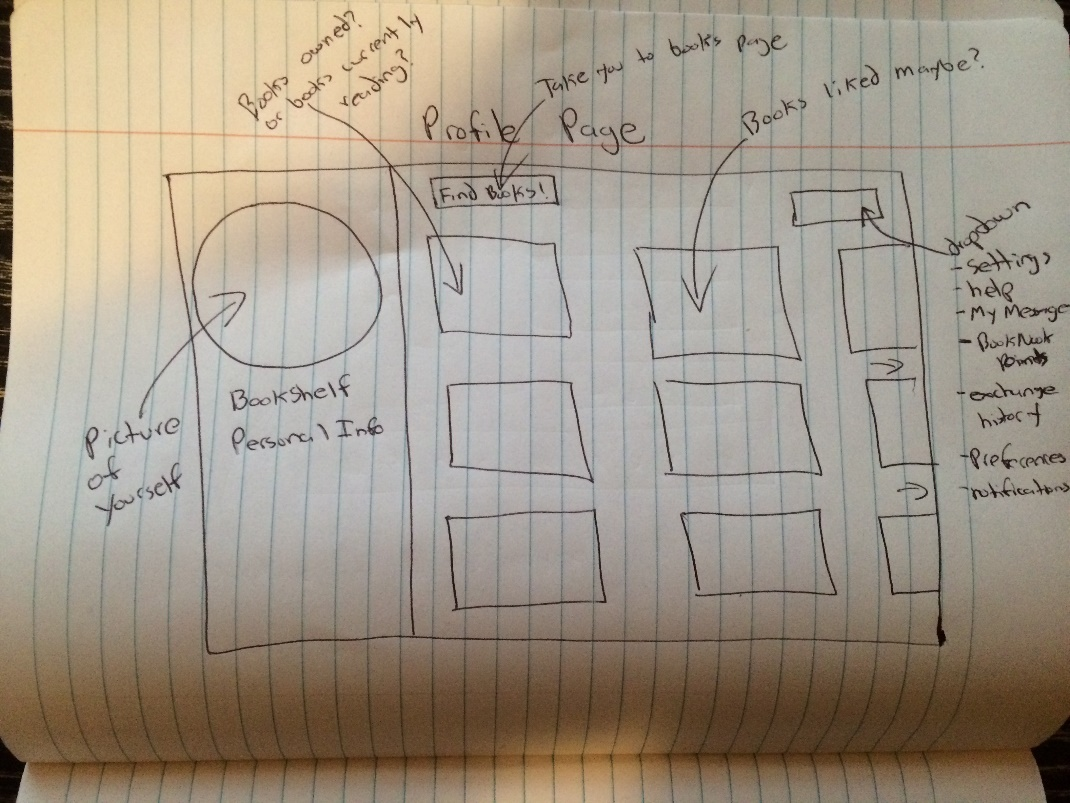 Books owned?
or books currently
reading?
Take you to books page
Books liked maybe?
Profile Page
Find Books!
dropdown
- settings
- help
- My Message
- BookNook
Points
- exchange
history
- Preferences
- notifications
Bookshelf
Personal Info
Picture
of
yourself